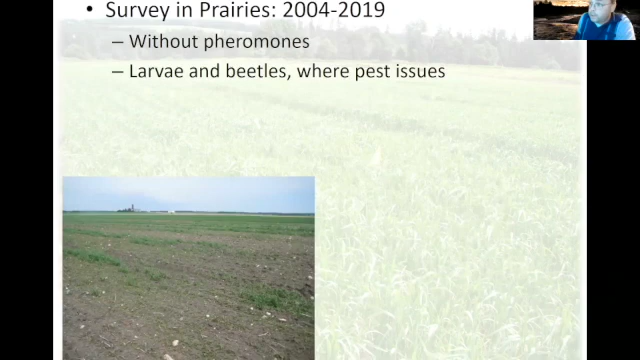 • Survey in Prairies: 2004-2019
– Without pheromones
– Larvae and beetles, where pest issues